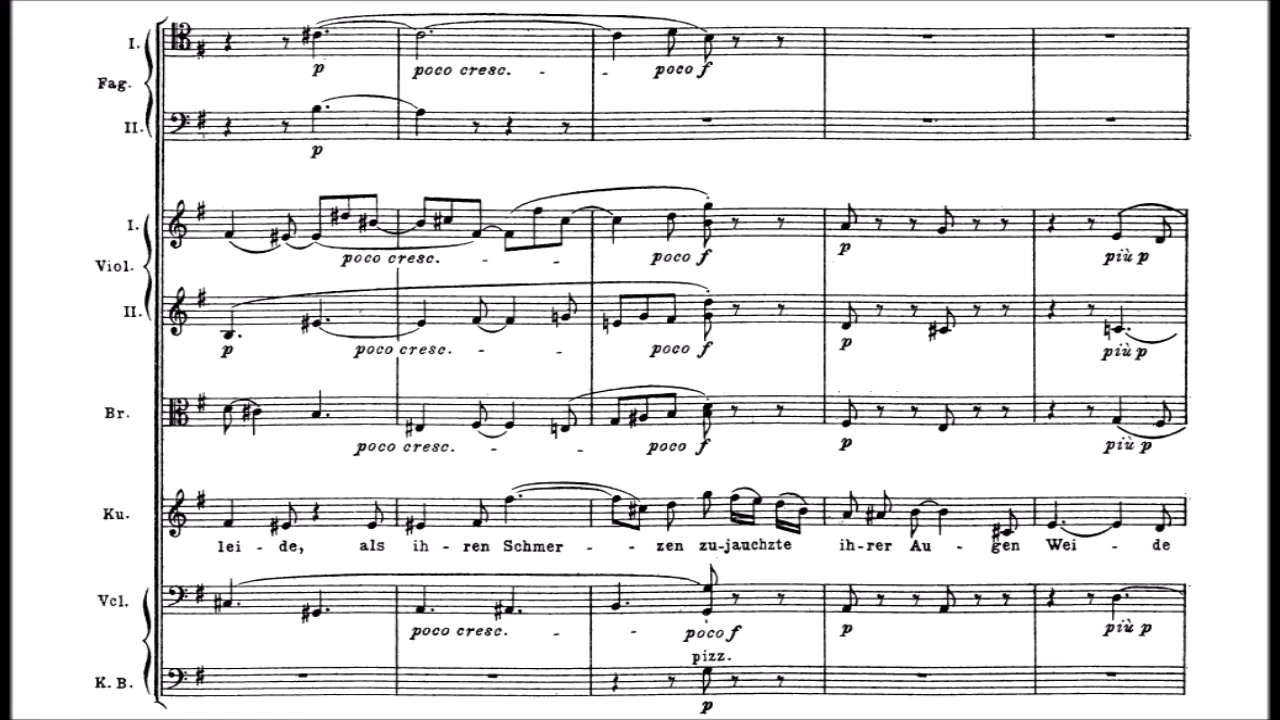 I.
p poco cresc. - - poco f
Fag.
II.
p
I.
poco cresc. - - poco f p più p
Viol.
II.
p poco cresc. - - poco f p più p
Br.
poco cresc. - - poco f p più p
Ku.
lei - de, als ih - ren Schmer - - - zen zu-jauchzte ih-rer Au - gen Wei - de
Vcl.
poco cresc. - - poco f p più p
pizz.
K. B.
p